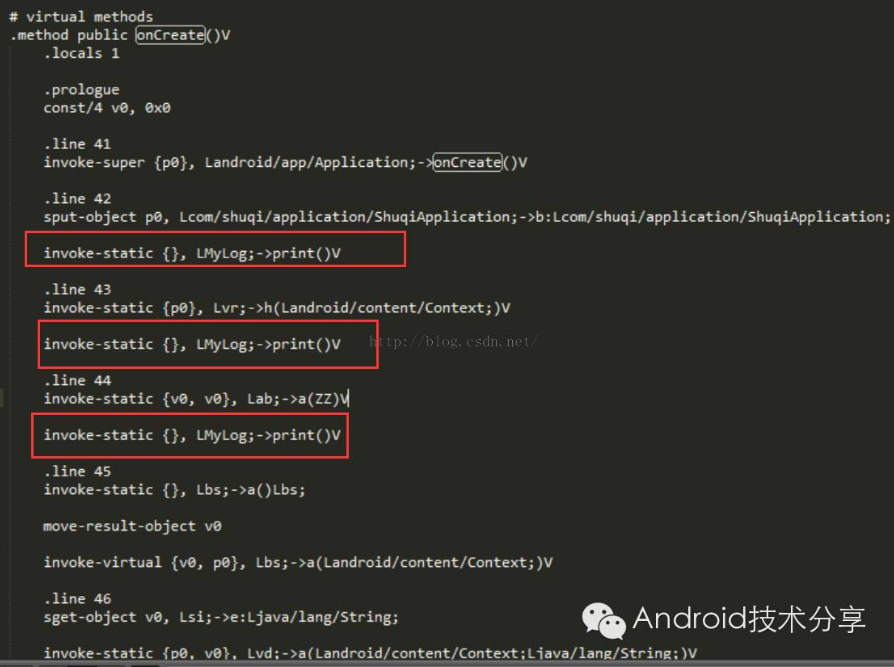 # virtual methods
.method public onCreate()V
.locals 1
.prologue
const/4 v0, 0x0
.line 41
invoke-super {p0}, Landroid/app/Application;->onCreate()V
.line 42
sput-object p0, Lcom/shuqi/application/ShuqiApplication;->b:Lcom/shuqi/application/ShuqiApplication;
invoke-static {}, LMyLog;->print()V
.line 43
invoke-static {p0}, Lvr;->h(Landroid/content/Context;)V
invoke-static {}, LMyLog;->print()V
http://blog.csdn.net/
.line 44
invoke-static {v0, v0}, Lab;->a(ZZ)V
invoke-static {}, LMyLog;->print()V
.line 45
invoke-static {}, Lbs;->a()Lbs;
move-result-object v0
invoke-virtual {v0, p0}, Lbs;->a(Landroid/content/Context;)V
.line 46
sget-object v0, Lsi;->e:Ljava/lang/String;
Android技术分享
invoke-static {p0, v0}, Lvd;->a(Landroid/content/Context;Ljava/lang/String;)V